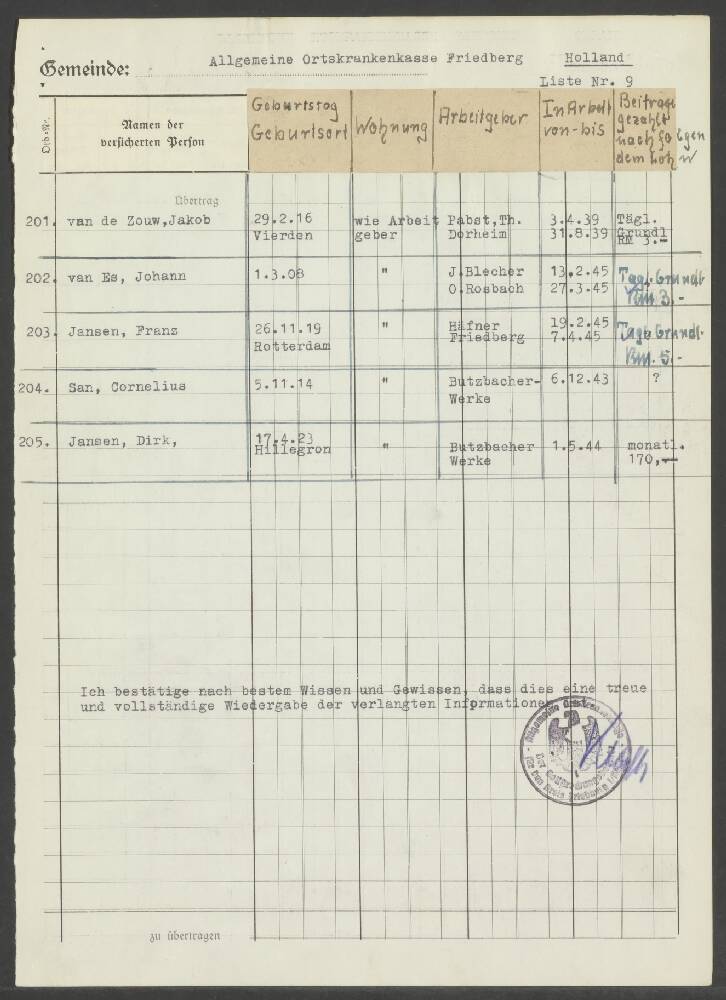 Gemeinde: Allgemeine Ortskrankenkasse Friedberg Holland
Liste Nr. 9
Ord.-Nr. Namen der versicherten Person Geburtstag Geburtsort Wohnung Arbeitgeber In Arbeit von-bis Beiträge gezahlt nach folgendem Lohn
Übertrag
201. van de Zouw, Jakob 29.2.16 wie Arbeit Pabst, Th. 3.4.39 Tägl.
Vierden geber Dorheim 31.8.39 Grundl
RM 3.-
202. van Es, Johann 1.3.08 " J.Blecher 13.2.45 Tägl. Grundl
O.Rosbach 27.3.45 RM. 3.-
203. Jansen, Franz 26.11.19 " Häfner 19.2.45 Tägl. Grundl.
Rotterdam Friedberg 7.4.45 RM. 5.-
204. San, Cornelius 5.11.14 " Butzbacher- 6.12.43 ?
Werke
205. Jansen, Dirk, 17.4.23 " Butzbacher 1.5.44 monatl.
Hillegron Werke 170,—
Ich bestätige nach bestem Wissen und Gewissen, dass dies eine treue
und vollständige Wiedergabe der verlangten Informationen
Allgemeine
zu übertragen